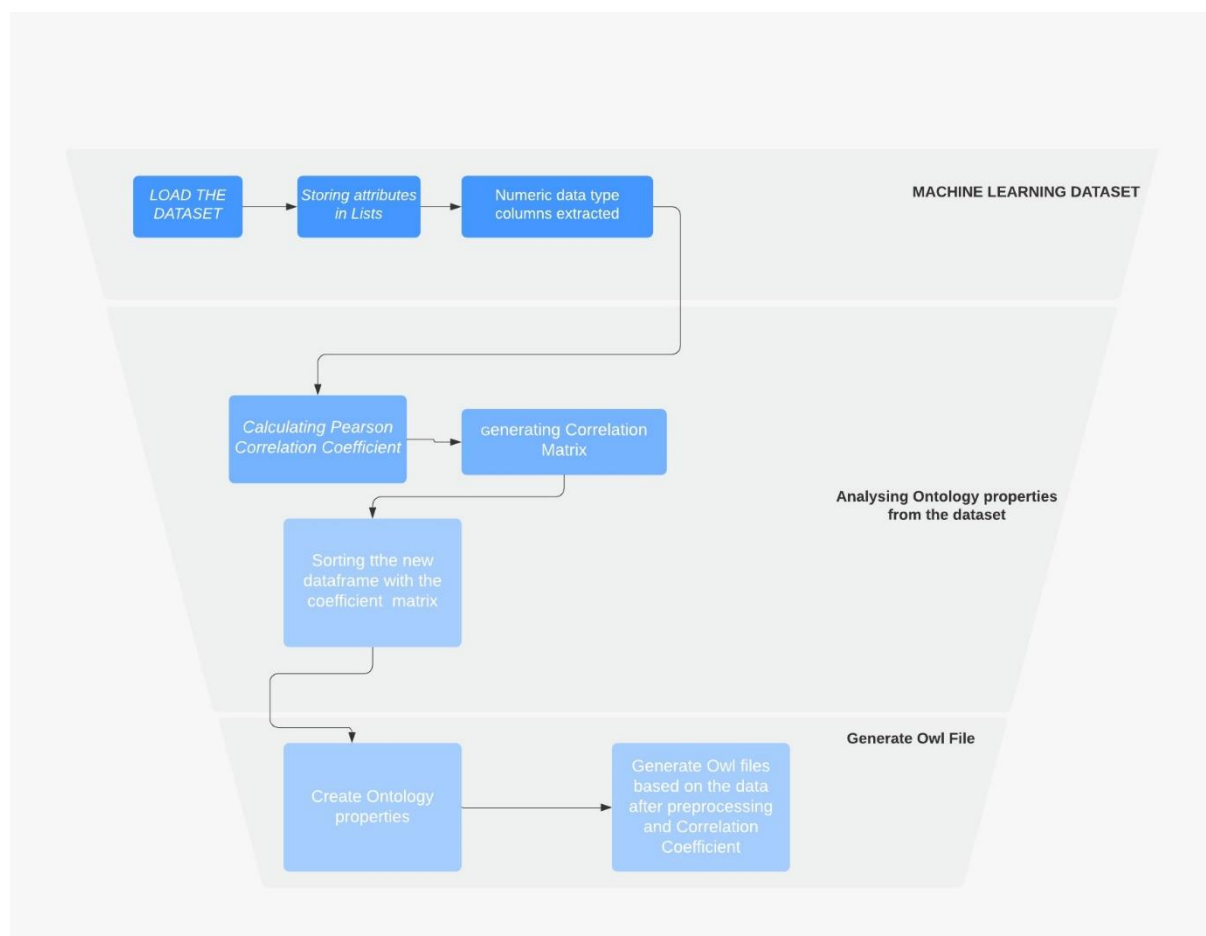 LOAD THE
DATASET
Storing attributes
in Lists
Numeric data type
columns extracted
MACHINE LEARNING DATASET
Calculating Pearson
Correlation Coefficient
Generating Correlation
Matrix
Analysing Ontology properties
from the dataset
Sorting tthe new
dataframe with the
coefficient matrix
Generate Owl File
Create Ontology
properties
Generate Owl files
based on the data
after preprocessing
and Correlation
Coefficient